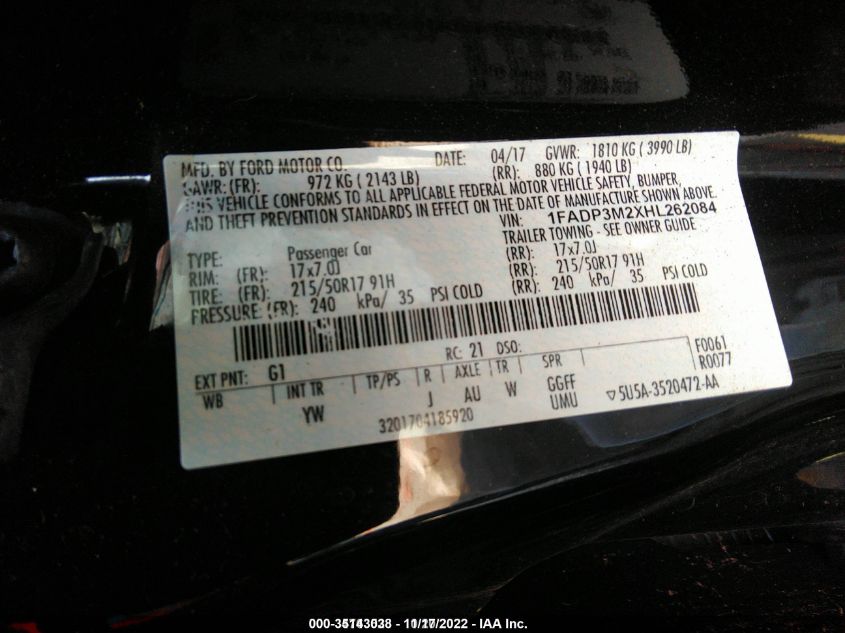 MFD. BY FORD MOTOR CO. DATE: 04/17 GVWR: 1810 KG ( 3990 LB)
GAWR: (FR): 972 KG ( 2143 LB) (RR): 880 KG ( 1940 LB)
THIS VEHICLE CONFORMS TO ALL APPLICABLE FEDERAL MOTOR VEHICLE SAFETY, BUMPER,
AND THEFT PREVENTION STANDARDS IN EFFECT ON THE DATE OF MANUFACTURE SHOWN ABOVE.
VIN: 1FADP3M2XHL262084
TYPE: Passenger Car TRAILER TOWING - SEE OWNER GUIDE
RIM: (FR): 17x7.0J (RR): 17x7.0J
TIRE: (FR): 215/50R17 91H (RR): 215/50R17 91H
PRESSURE: (FR): 240 kPa/ 35 PSI COLD (RR): 240 kPa/ 35 PSI COLD
EXT PNT: G1 RC: 21 DSO: F0061
WB INT TR TP/PS R AXLE TR SPR R0077
YW J AU W GGFF
UMU ▽5U5A-3520472-AA
3201704185920
- IAA Inc.